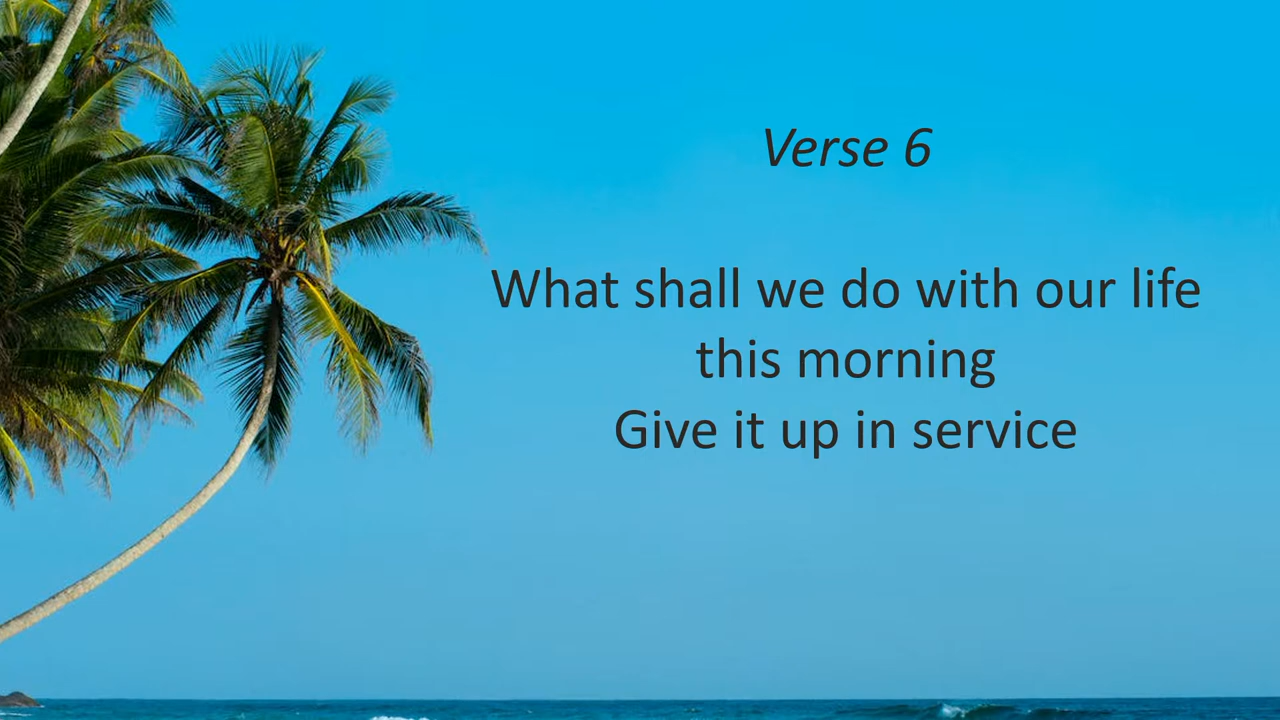 Verse 6
What shall we do with our life
this morning
Give it up in service